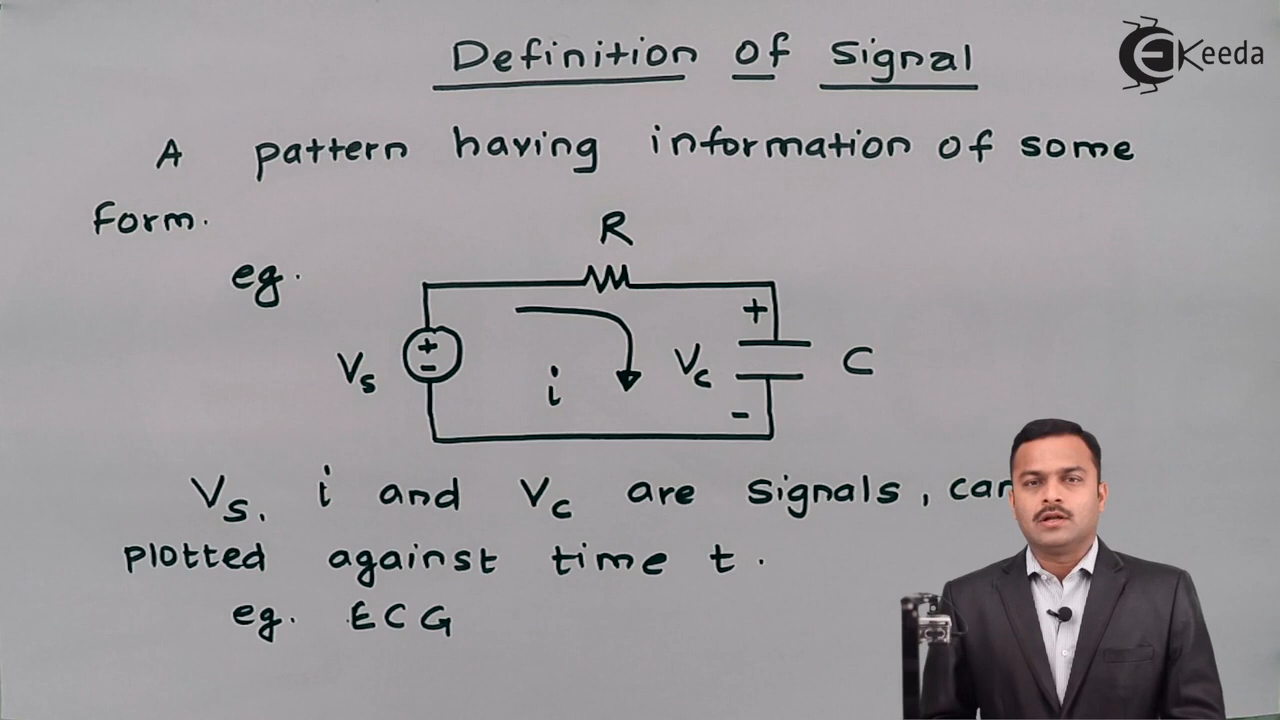 Definition of Signal
EKeeda
A pattern having information of some
form.
eg.
R
+
Vs
+
-
i
Vc
C
-
Vs, i and Vc are signals, can
plotted against time t.
eg. ECG